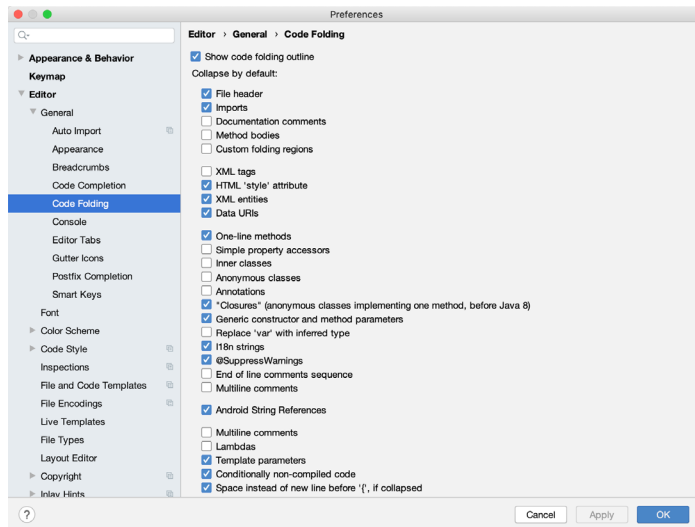 Preferences
Editor › General › Code Folding
Appearance & Behavior
Keymap
Editor
General
Auto Import
Appearance
Breadcrumbs
Code Completion
Code Folding
Console
Editor Tabs
Gutter Icons
Postfix Completion
Smart Keys
Font
Color Scheme
Code Style
Inspections
File and Code Templates
File Encodings
Live Templates
File Types
Layout Editor
Copyright
Inlay Hints
Show code folding outline
Collapse by default:
File header
Imports
Documentation comments
Method bodies
Custom folding regions
XML tags
HTML 'style' attribute
XML entities
Data URIs
One-line methods
Simple property accessors
Inner classes
Anonymous classes
Annotations
"Closures" (anonymous classes implementing one method, before Java 8)
Generic constructor and method parameters
Replace 'var' with inferred type
I18n strings
@SuppressWarnings
End of line comments sequence
Multiline comments
Android String References
Multiline comments
Lambdas
Template parameters
Conditionally non-compiled code
Space instead of new line before '{', if collapsed
?
Cancel
Apply
OK